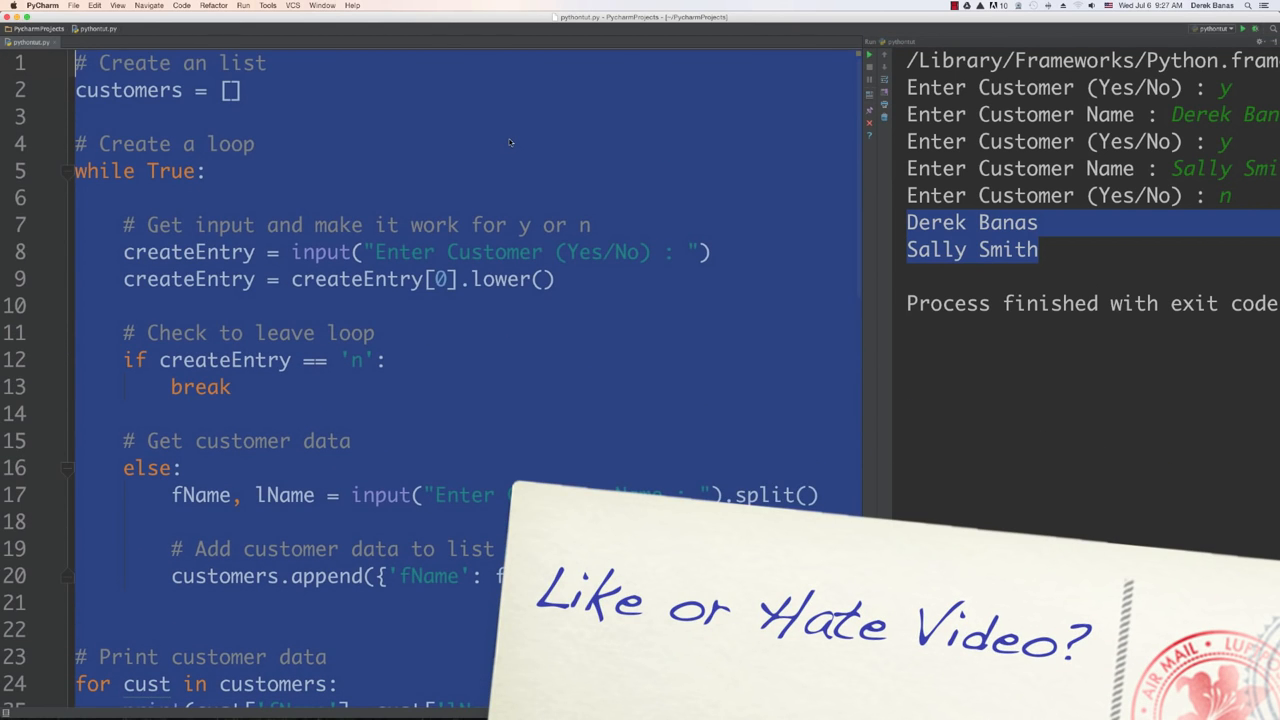 PyCharm File Edit View Navigate Code Refactor Run Tools VCS Window Help
10 Wed Jul 6 9:27 AM Derek Banas
pythontut.py - PycharmProjects - [~/PycharmProjects]
PycharmProjects pythontut.py pythontut
pythontut.py
Run pythontut
1 # Create an list
2 customers = []
3
4 # Create a loop
5 while True:
6
7 # Get input and make it work for y or n
8 createEntry = input("Enter Customer (Yes/No) : ")
9 createEntry = createEntry[0].lower()
10
11 # Check to leave loop
12 if createEntry == 'n':
13 break
14
15 # Get customer data
16 else:
17 fName, lName = input("Enter : ").split()
18
19 # Add customer data to list
20 customers.append({'fName':
21
22
23 # Print customer data
24 for cust in customers:
/Library/Frameworks/Python.fram
Enter Customer (Yes/No) : y
Enter Customer Name : Derek Ban
Enter Customer (Yes/No) : y
Enter Customer Name : Sally Smi
Enter Customer (Yes/No) : n
Derek Banas
Sally Smith
Process finished with exit code
Like or Hate Video?
AIR MAIL